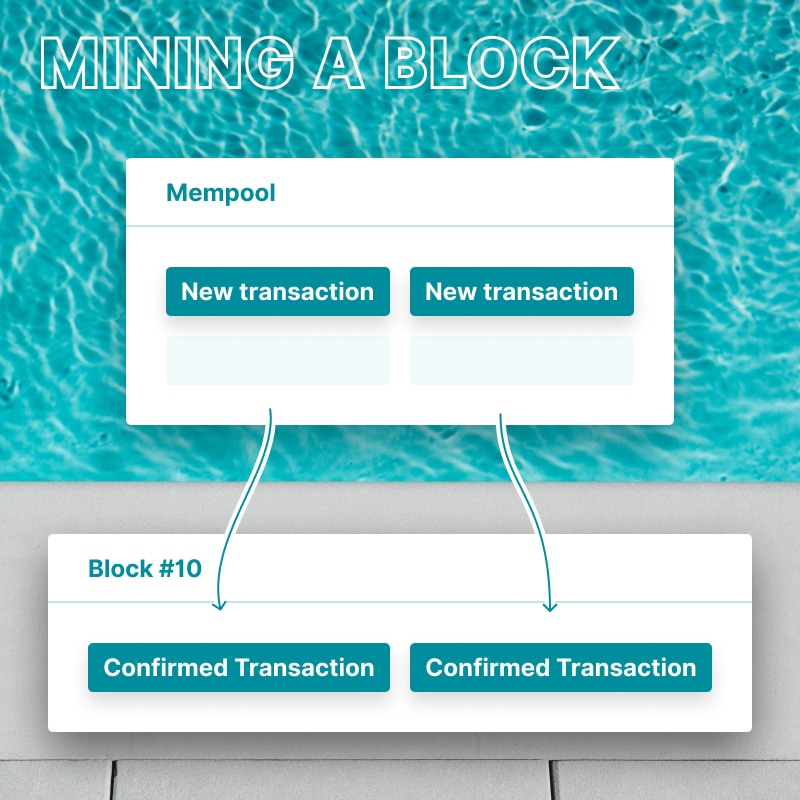 MINING A BLOCK
Mempool
New transaction New transaction
Block #10
Confirmed Transaction Confirmed Transaction